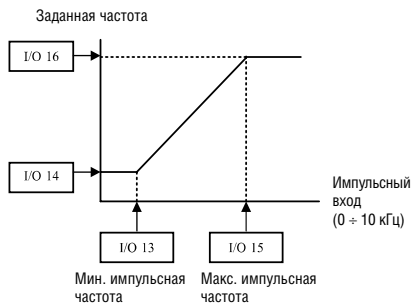 Заданная частота
I/O 16
I/O 14
Импульсный
вход
(0 ÷ 10 кГц)
I/O 13
I/O 15
Мин. импульсная
частота
Макс. импульсная
частота